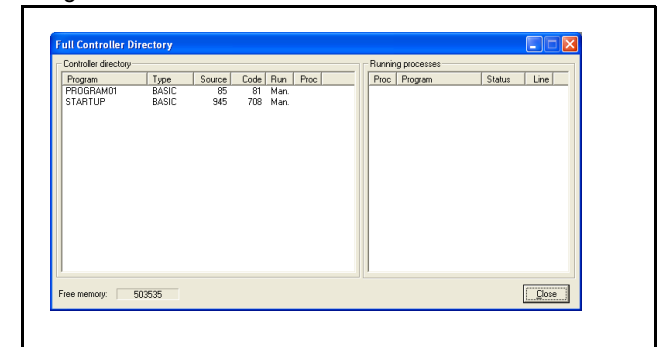 Full Controller Directory
Controller directory
Program Type Source Code Run Proc
PROGRAM01 BASIC 85 81 Man.
STARTUP BASIC 945 708 Man.
Running processes
Proc Program Status Line
Free memory: 503535
Close